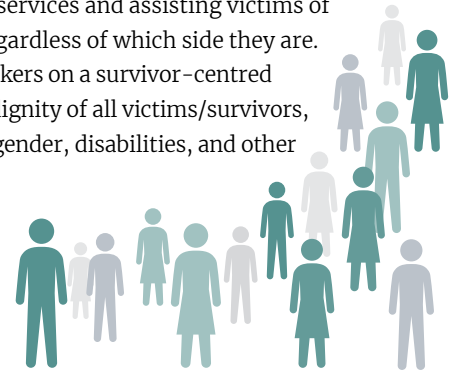 services and assisting victims of
gardless of which side they are.
kers on a survivor-centred
dignity of all victims/survivors,
gender, disabilities, and other